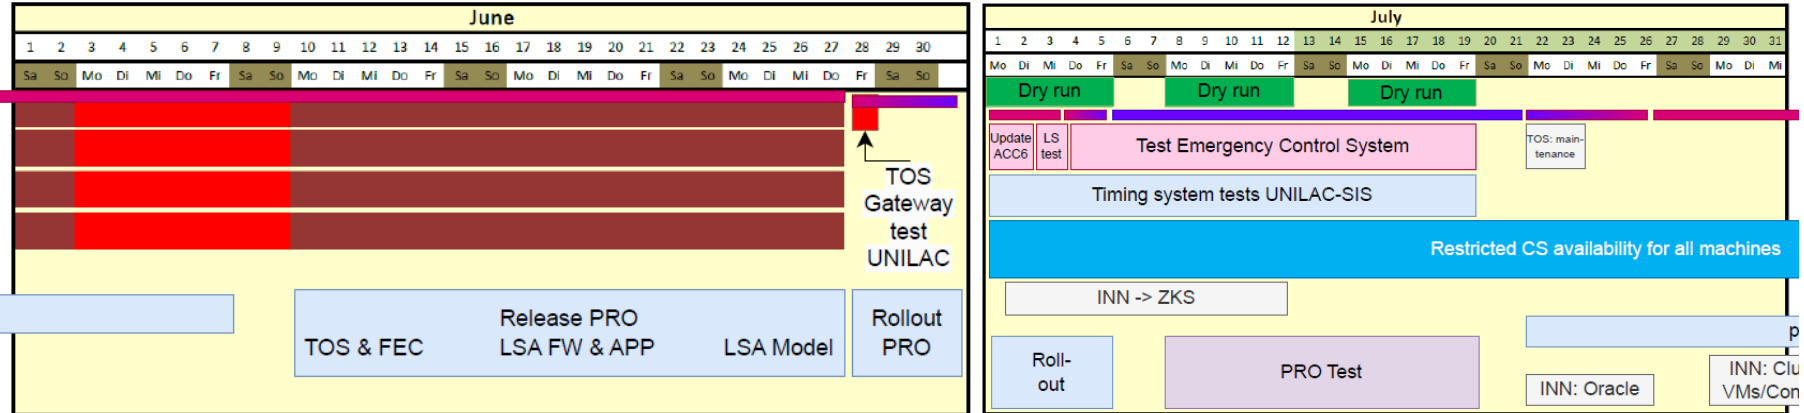 June
1 2 3 4 5 6 7 8 9 10 11 12 13 14 15 16 17 18 19 20 21 22 23 24 25 26 27 28 29 30
Sa So Mo Di Mi Do Fr Sa So Mo Di Mi Do Fr Sa So Mo Di Mi Do Fr Sa So Mo Di Mi Do Fr Sa So
TOS
Gateway
test
UNILAC
Release PRO
TOS & FEC LSA FW & APP LSA Model
Rollout
PRO
July
1 2 3 4 5 6 7 8 9 10 11 12 13 14 15 16 17 18 19 20 21 22 23 24 25 26 27 28 29 30 31
Mo Di Mi Do Fr Sa So Mo Di Mi Do Fr Sa So Mo Di Mi Do Fr Sa So Mo Di Mi Do Fr Sa So Mo Di Mi
Dry run Dry run Dry run
Update
ACC6
LS
test
Test Emergency Control System
TOS: main-
tenance
Timing system tests UNILAC-SIS
Restricted CS availability for all machines
INN -> ZKS
Roll-
out
PRO Test
INN: Oracle
INN: Clu
VMs/Con